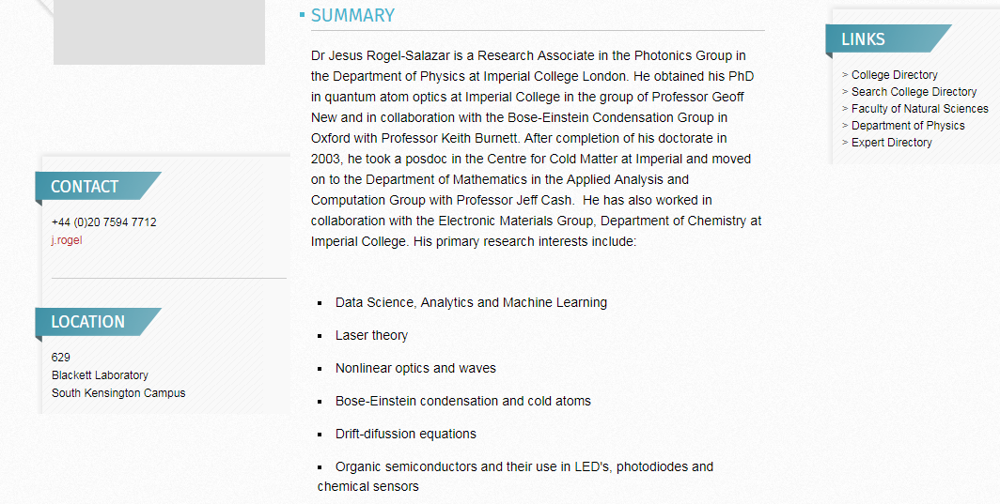 SUMMARY
Dr Jesus Rogel-Salazar is a Research Associate in the Photonics Group in
the Department of Physics at Imperial College London. He obtained his PhD
in quantum atom optics at Imperial College in the group of Professor Geoff
New and in collaboration with the Bose-Einstein Condensation Group in
Oxford with Professor Keith Burnett. After completion of his doctorate in
2003, he took a posdoc in the Centre for Cold Matter at Imperial and moved
on to the Department of Mathematics in the Applied Analysis and
Computation Group with Professor Jeff Cash.  He has also worked in
collaboration with the Electronic Materials Group, Department of Chemistry at
Imperial College. His primary research interests include:
▪ Data Science, Analytics and Machine Learning
▪ Laser theory
▪ Nonlinear optics and waves
▪ Bose-Einstein condensation and cold atoms
▪ Drift-difussion equations
▪ Organic semiconductors and their use in LED's, photodiodes and
chemical sensors
CONTACT
+44 (0)20 7594 7712
j.rogel
LOCATION
629
Blackett Laboratory
South Kensington Campus
LINKS
> College Directory
> Search College Directory
> Faculty of Natural Sciences
> Department of Physics
> Expert Directory